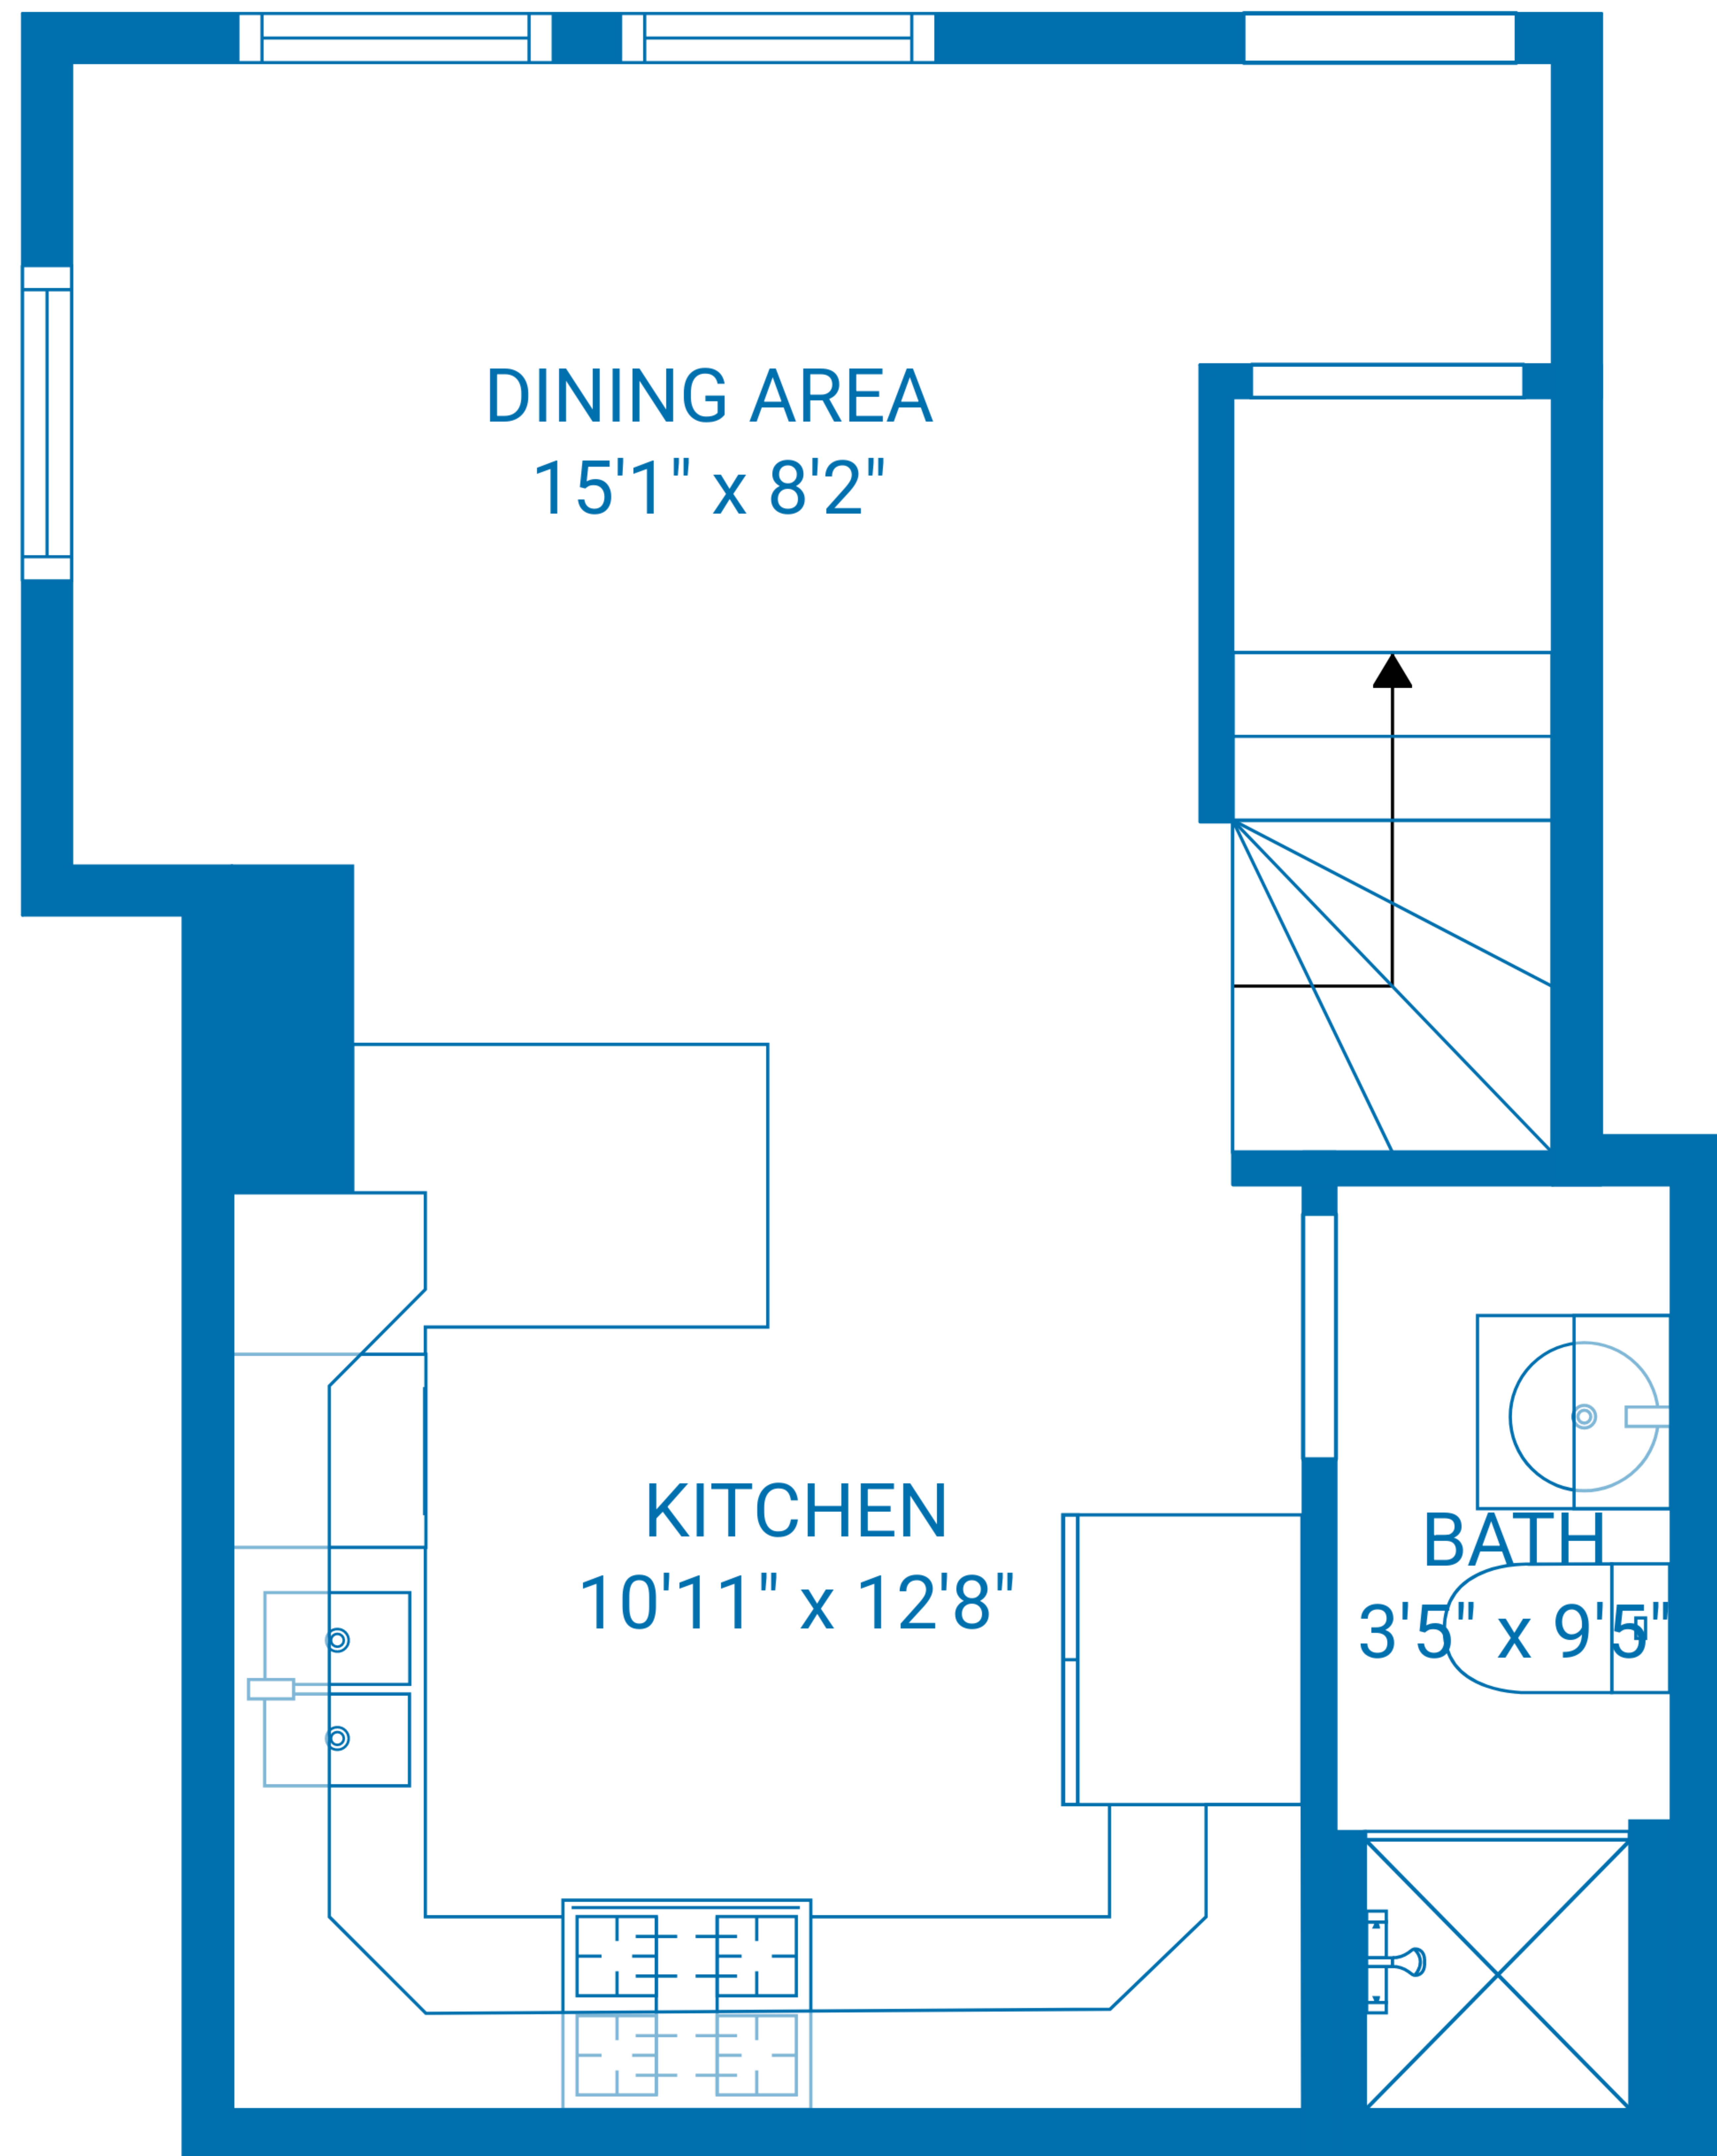 DINING AREA
15'1" x 8'2"
KITCHEN
10'11" x 12'8"
BATH
3'5" x 9'5"